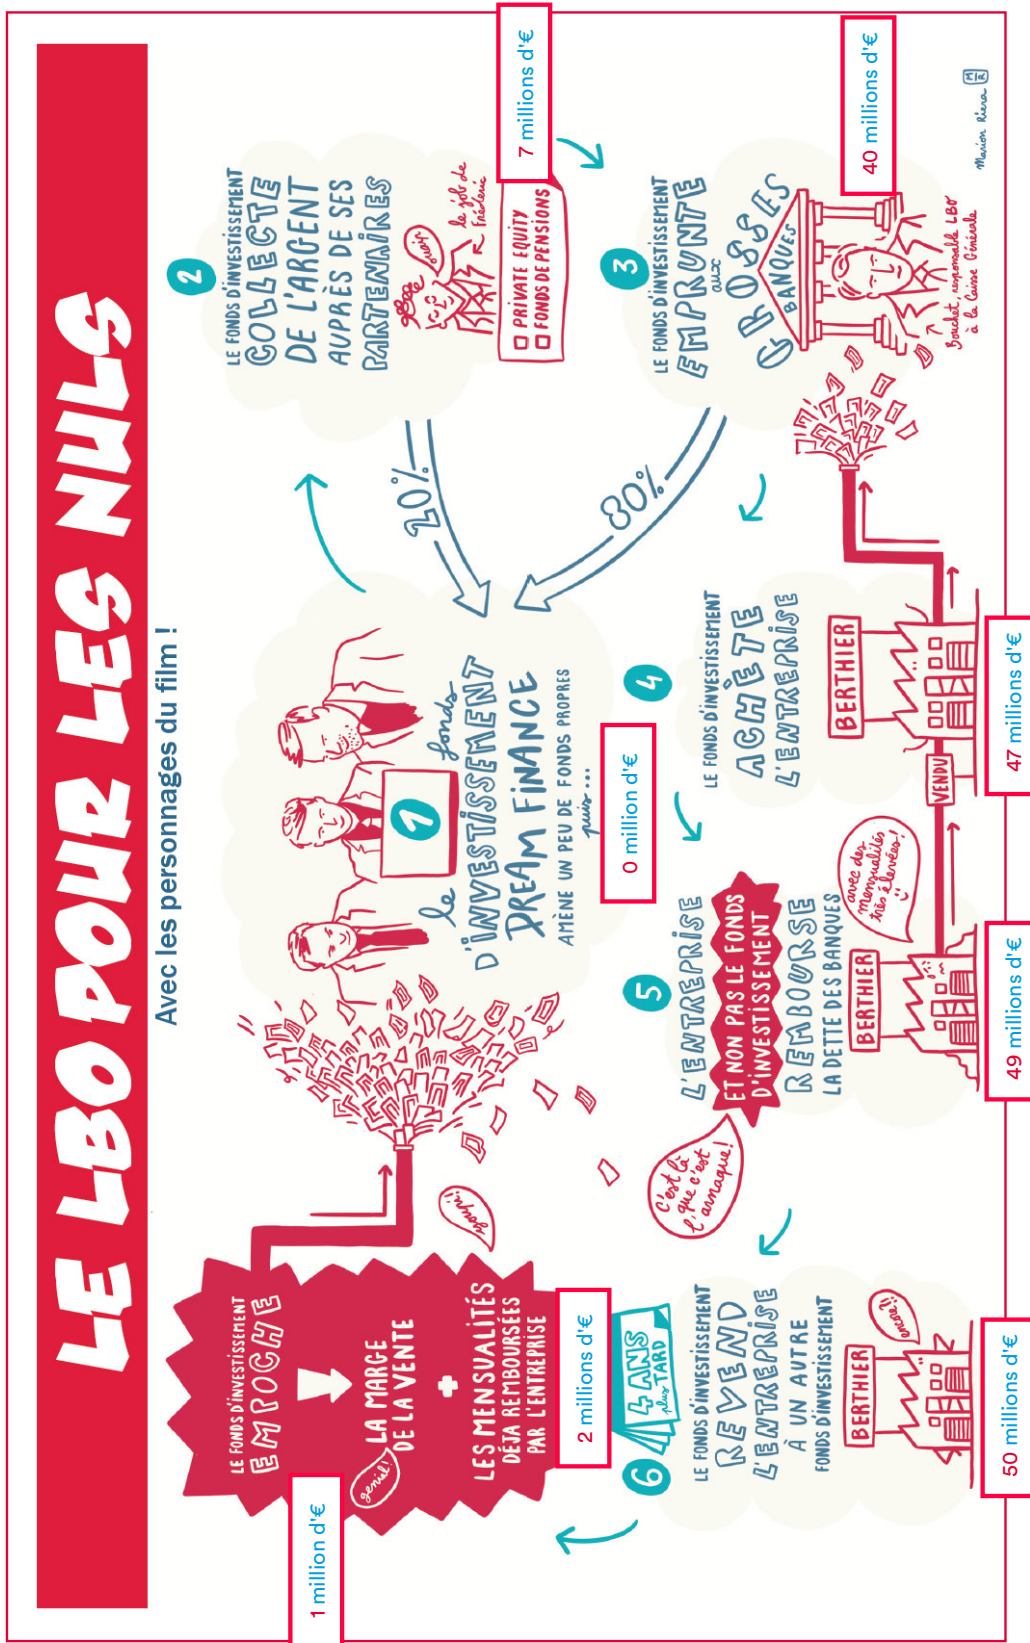 LE LBO POUR LES NULS
Avec les personnages du film !
1
le fonds
D'INVESTISSEMENT
DREAM FINANCE
AMÈNE UN PEU DE FONDS PROPRES
puis...
0 million d'€
2
LE FONDS D'INVESTISSEMENT
COLLECTE
DE L'ARGENT
AUPRÈS DE SES
PARTENAIRES
ouais
le job de
Frédéric
PRIVATE EQUITY
FONDS DE PENSIONS
7 millions d'€
20%
3
LE FONDS D'INVESTISSEMENT
EMPRUNTE
aux
GROSSES
BANQUES
Bouchet, responsable LBO
à la Caisse Générale
40 millions d'€
80%
Marion Riera
MR
4
LE FONDS D'INVESTISSEMENT
ACHÈTE
L'ENTREPRISE
BERTHIER
VENDU
47 millions d'€
5
L'ENTREPRISE
ET NON PAS LE FONDS
D'INVESTISSEMENT
REMBOURSE
LA DETTE DES BANQUES
C'est là
que c'est
l'arnaque!
avec des
mensualités
très élevées!
BERTHIER
49 millions d'€
6
4 ANS
plus TARD
LE FONDS D'INVESTISSEMENT
REVEND
L'ENTREPRISE
À UN AUTRE
FONDS D'INVESTISSEMENT
BERTHIER
encore!!
50 millions d'€
LE FONDS D'INVESTISSEMENT
EMPOCHE
LA MARGE
DE LA VENTE
+
LES MENSUALITÉS
DÉJÀ REMBOURSÉES
PAR L'ENTREPRISE
genial!
youpi!!
1 million d'€
2 millions d'€